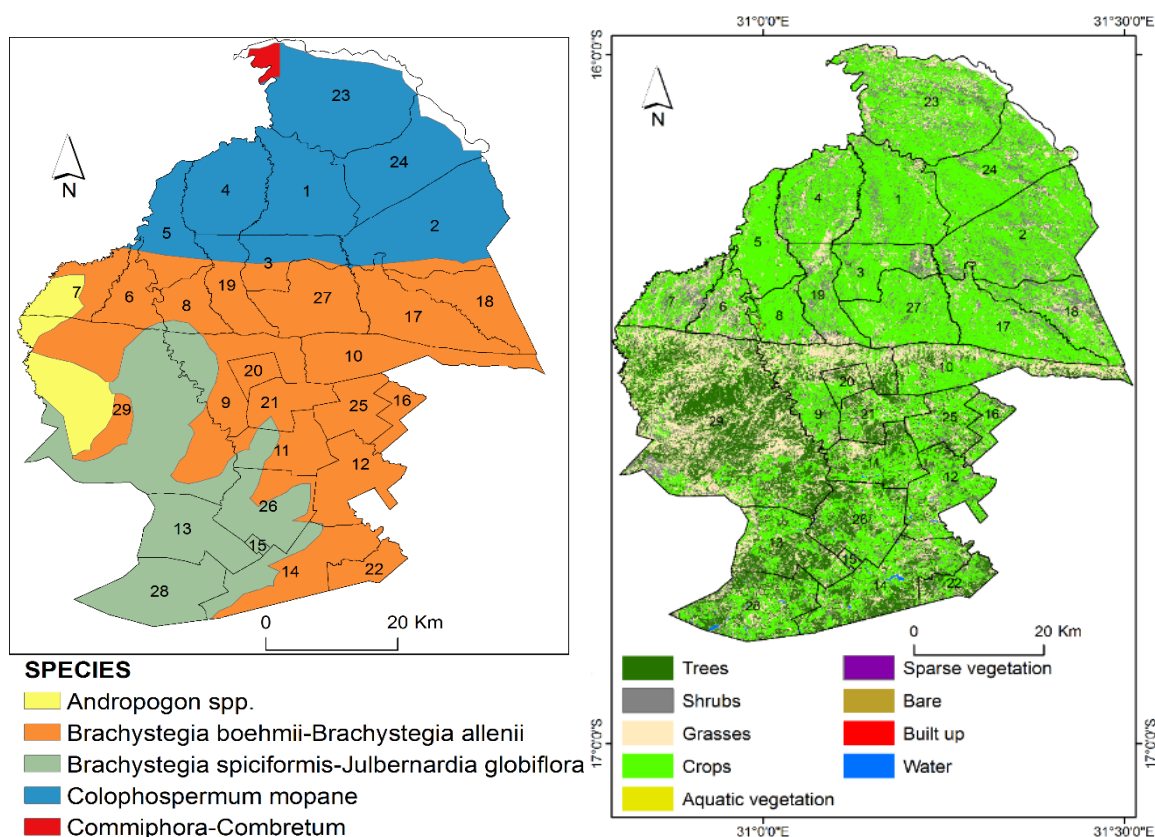 23
24
4
1
2
5
3
7
6
8
19
27
17
18
10
20
9
21
29
25
16
11
12
26
13
15
14
22
28
N
0 20 Km
SPECIES
Andropogon spp.
Brachystegia boehmii-Brachystegia allenii
Brachystegia spiciformis-Julbernardia globiflora
Colophospermum mopane
Commiphora-Combretum
31°0'0"E 31°30'0"E
16°0'0"S
N
23
24
4
1
2
5
3
7
6
8
19
27
17
18
10
20
9
21
29
25
16
11
12
26
13
15
14
22
28
0 20 Km
17°0'0"S
Trees
Shrubs
Grasses
Crops
Aquatic vegetation
Sparse vegetation
Bare
Built up
Water
31°0'0"E 31°30'0"E